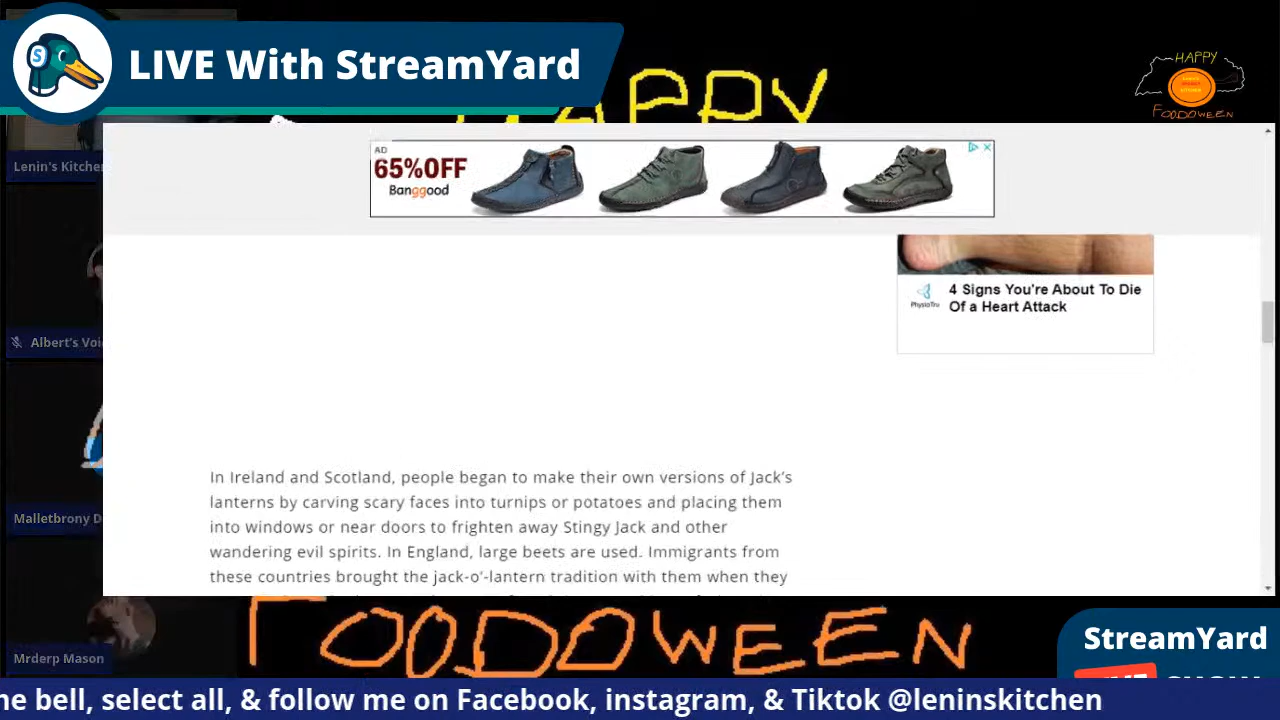 LIVE With StreamYard
HAPPY
HAPPY
FOODOWEEN
Lenin's Kitchen
AD
65%OFF
Banggood
4 Signs You're About To Die
Of a Heart Attack
PhysioTru
Albert's Voi
Malletbrony D
Mrderp Mason
In Ireland and Scotland, people began to make their own versions of Jack's
lanterns by carving scary faces into turnips or potatoes and placing them
into windows or near doors to frighten away Stingy Jack and other
wandering evil spirits. In England, large beets are used. Immigrants from
these countries brought the jack-o'-lantern tradition with them when they
FOODOWEEN
StreamYard
LIVE SHOW
he bell, select all, & follow me on Facebook, instagram, & Tiktok @leninskitchen